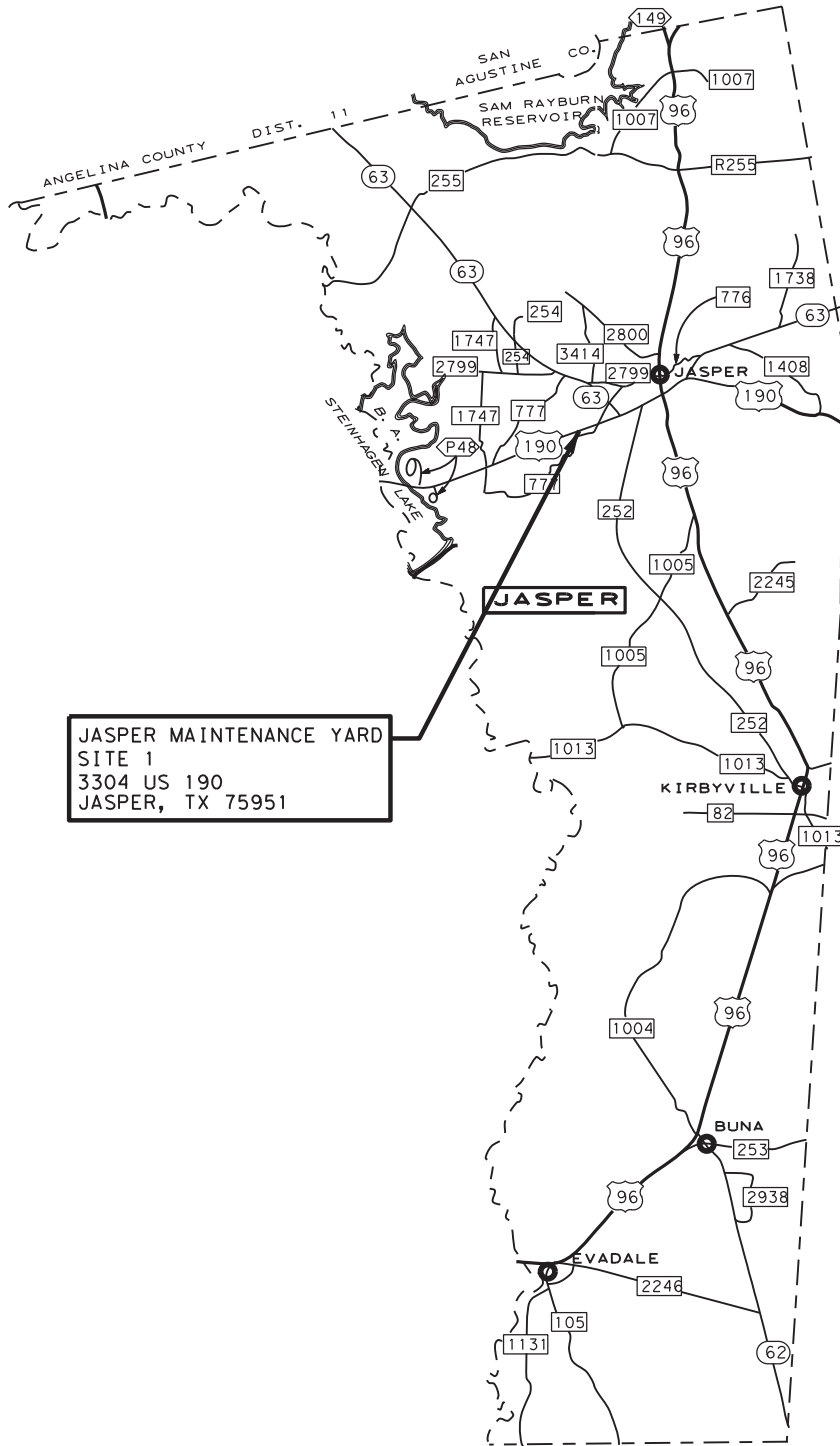 149
SAN
AGUSTINE CO.
1007
SAM RAYBURN
RESERVOIR
1007
96
DIST. 11
ANGELINA COUNTY
63
255
R255
96
63
1738
776
254
63
1747
2800
254
3414
2799
2799
JASPER
1408
63
190
1747
777
B. A.
STEINHAGEN
LAKE
P48
190
777
96
252
1005
2245
JASPER
1005
96
252
JASPER MAINTENANCE YARD
SITE 1
3304 US 190
JASPER, TX 75951
1013
1013
KIRBYVILLE
82
1013
96
96
1004
BUNA
253
96
2938
EVADALE
2246
105
1131
62